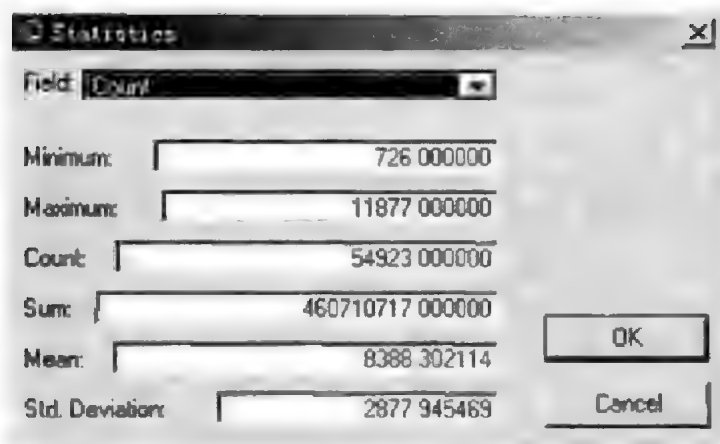 Statistics
Field: Count
Minimum: 726 000000
Maximum: 11877 000000
Count: 54923 000000
Sum: 460710717 000000
Mean: 8388 302114
Std. Deviation: 2877 945469
OK
Cancel